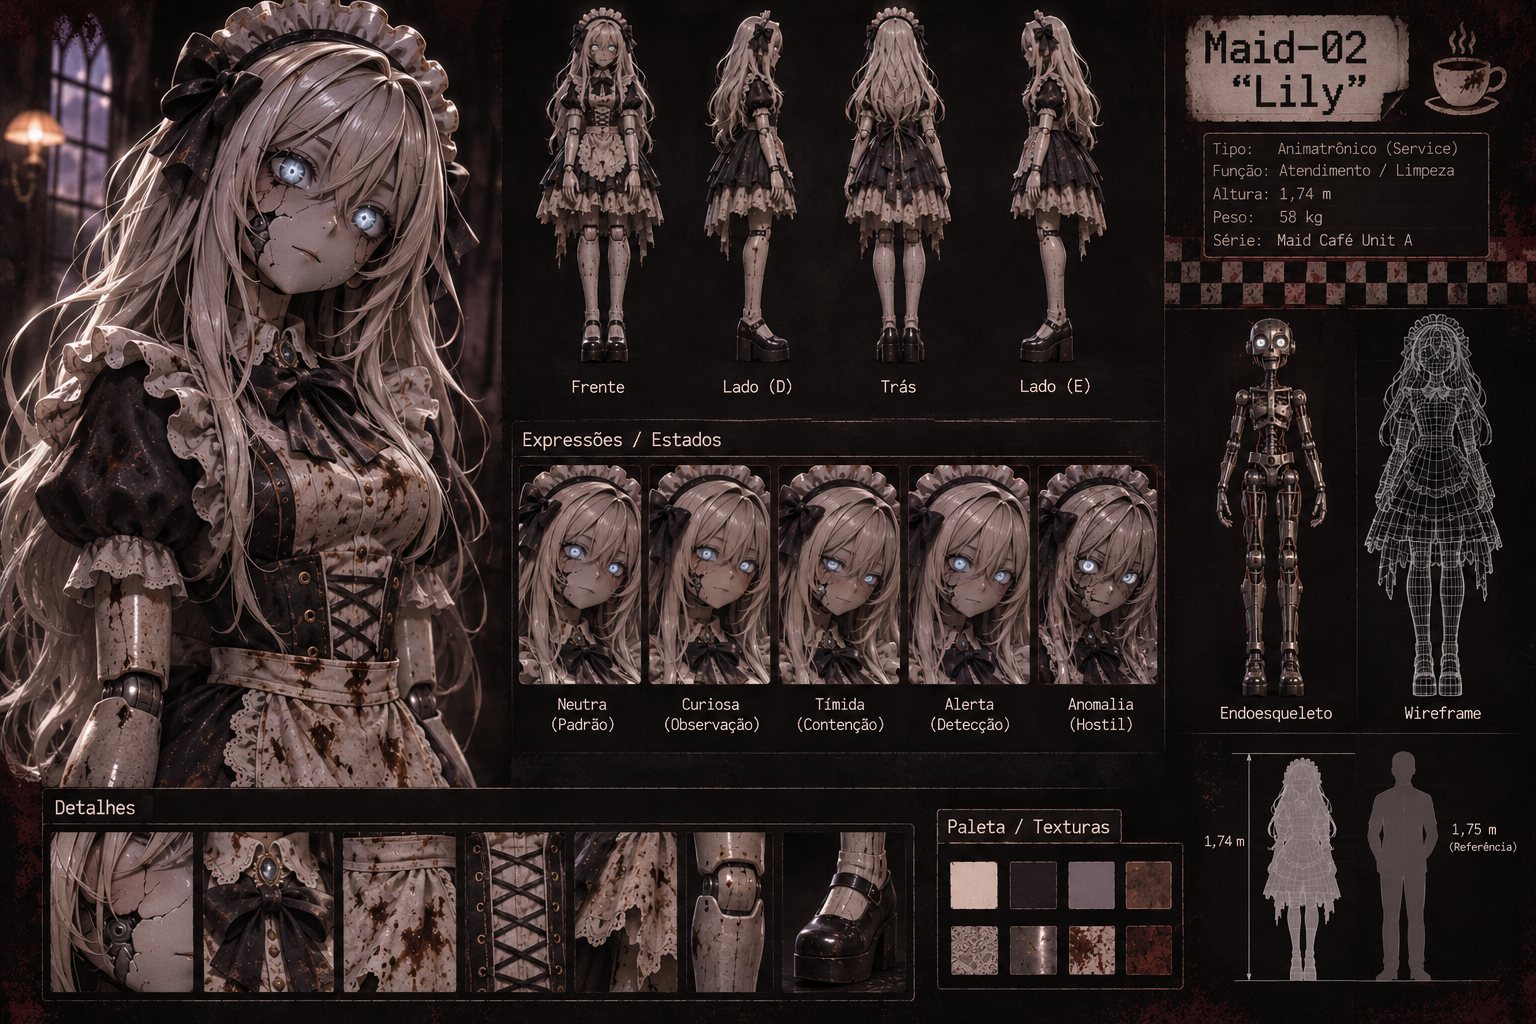 Maid-02
“Lily”
Tipo: Animatrônico (Service)
Função: Atendimento / Limpeza
Altura: 1,74 m
Peso: 58 kg
Série: Maid Café Unit A
Frente
Lado (D)
Trás
Lado (E)
Expressões / Estados
Neutra
(Padrão)
Curiosa
(Observação)
Tímida
(Contenção)
Alerta
(Detecção)
Anomalia
(Hostil)
Endoesqueleto
Wireframe
Detalhes
Paleta / Texturas
1,74 m
1,75 m
(Referência)